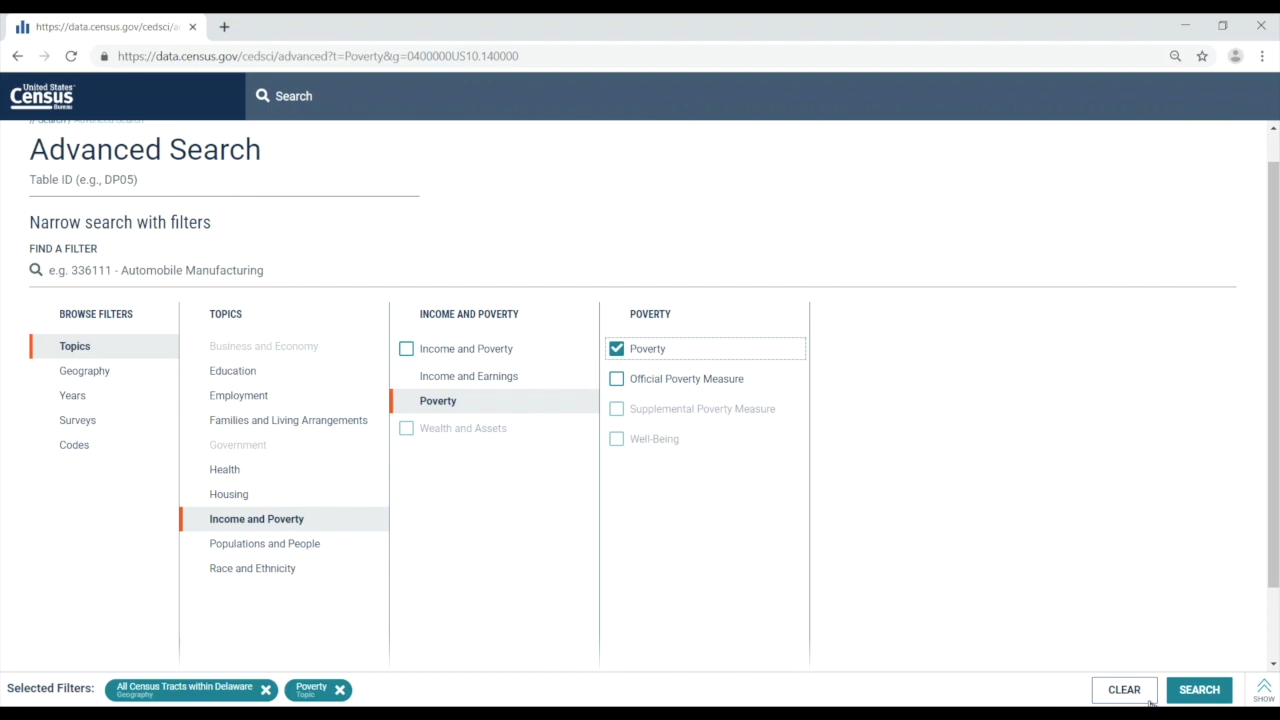 https://data.census.gov/cedsci/a
https://data.census.gov/cedsci/advanced?t=Poverty&g=0400000US10.140000
United States®
Census
Bureau
Search
// Search / Advanced Search
Advanced Search
Table ID (e.g., DP05)
Narrow search with filters
FIND A FILTER
e.g. 336111 - Automobile Manufacturing
BROWSE FILTERS
Topics
Geography
Years
Surveys
Codes
TOPICS
Business and Economy
Education
Employment
Families and Living Arrangements
Government
Health
Housing
Income and Poverty
Populations and People
Race and Ethnicity
INCOME AND POVERTY
Income and Poverty
Income and Earnings
Poverty
Wealth and Assets
POVERTY
Poverty
Official Poverty Measure
Supplemental Poverty Measure
Well-Being
Selected Filters:
All Census Tracts within Delaware
Geography
Poverty
Topic
CLEAR
SEARCH
SHOW